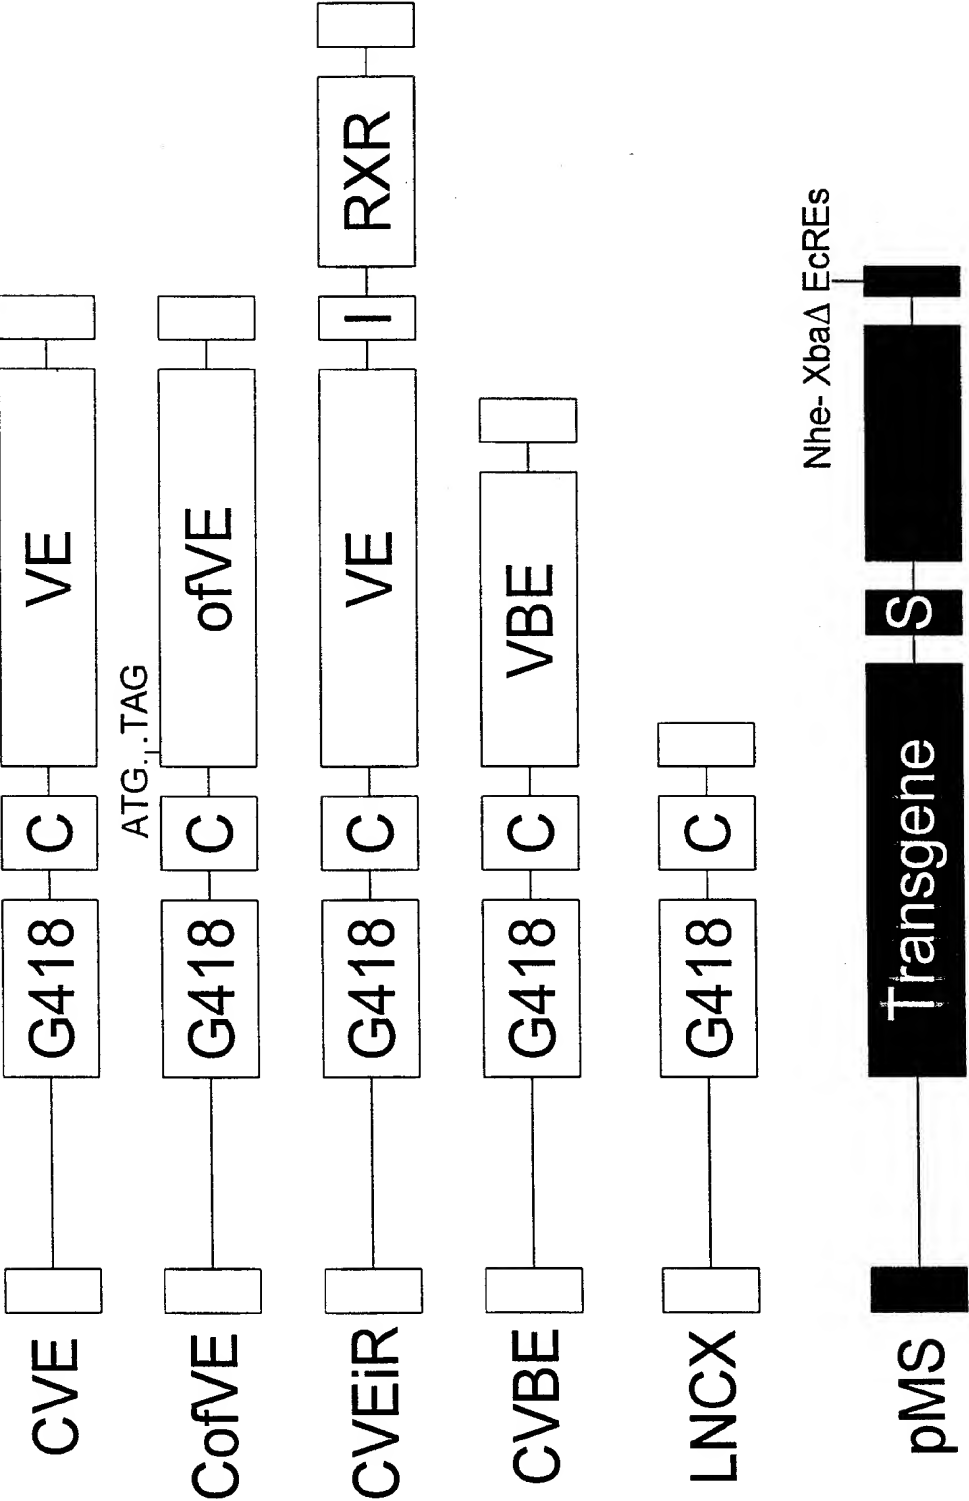 CVE G418 C VE
ATG...TAG
CofVE G418 C ofVE
CVEiR G418 C VE I RXR
CVBE G418 C VBE
LNCX G418 C
Nhe- XbaΔ EcREs
pMS Transgene S